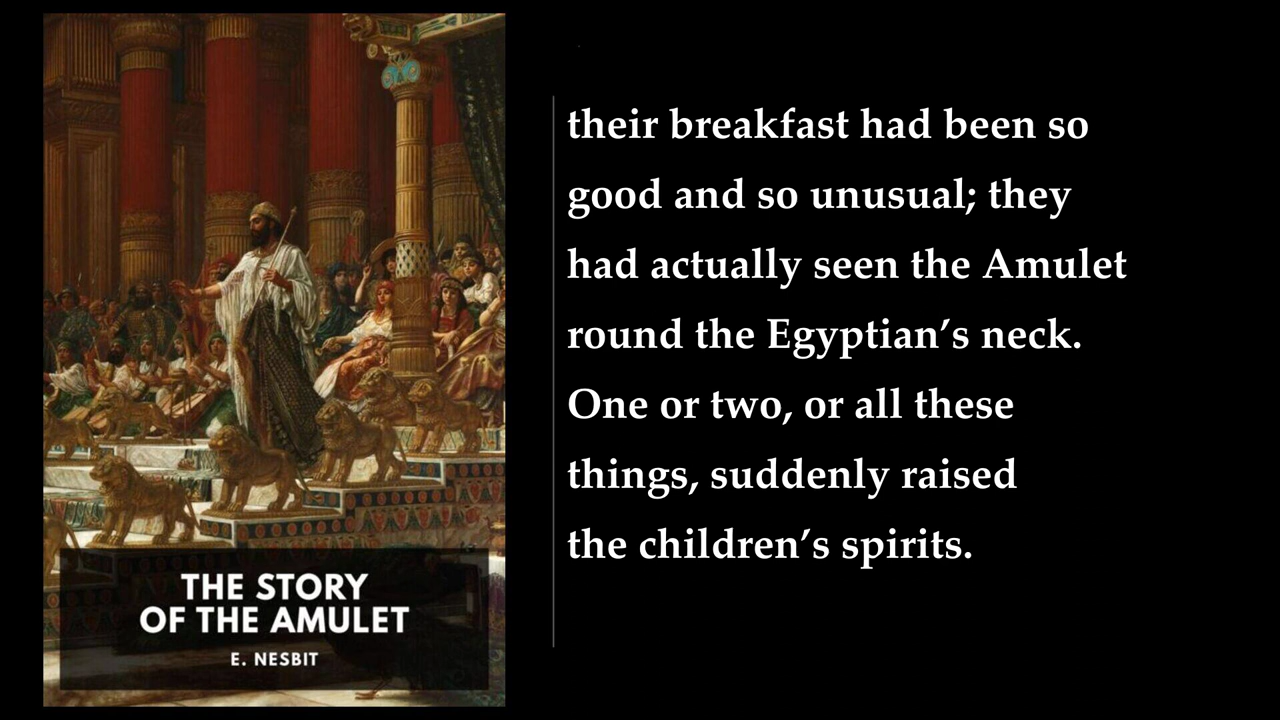 THE STORY
OF THE AMULET
E. NESBIT
their breakfast had been so
good and so unusual; they
had actually seen the Amulet
round the Egyptian’s neck.
One or two, or all these
things, suddenly raised
the children’s spirits.